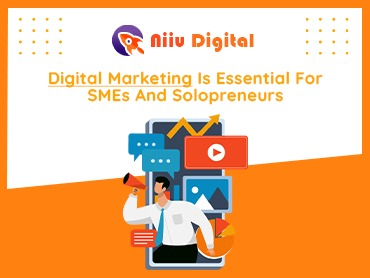 Niiu Digital
Digital Marketing Is Essential For
SMEs And Solopreneurs